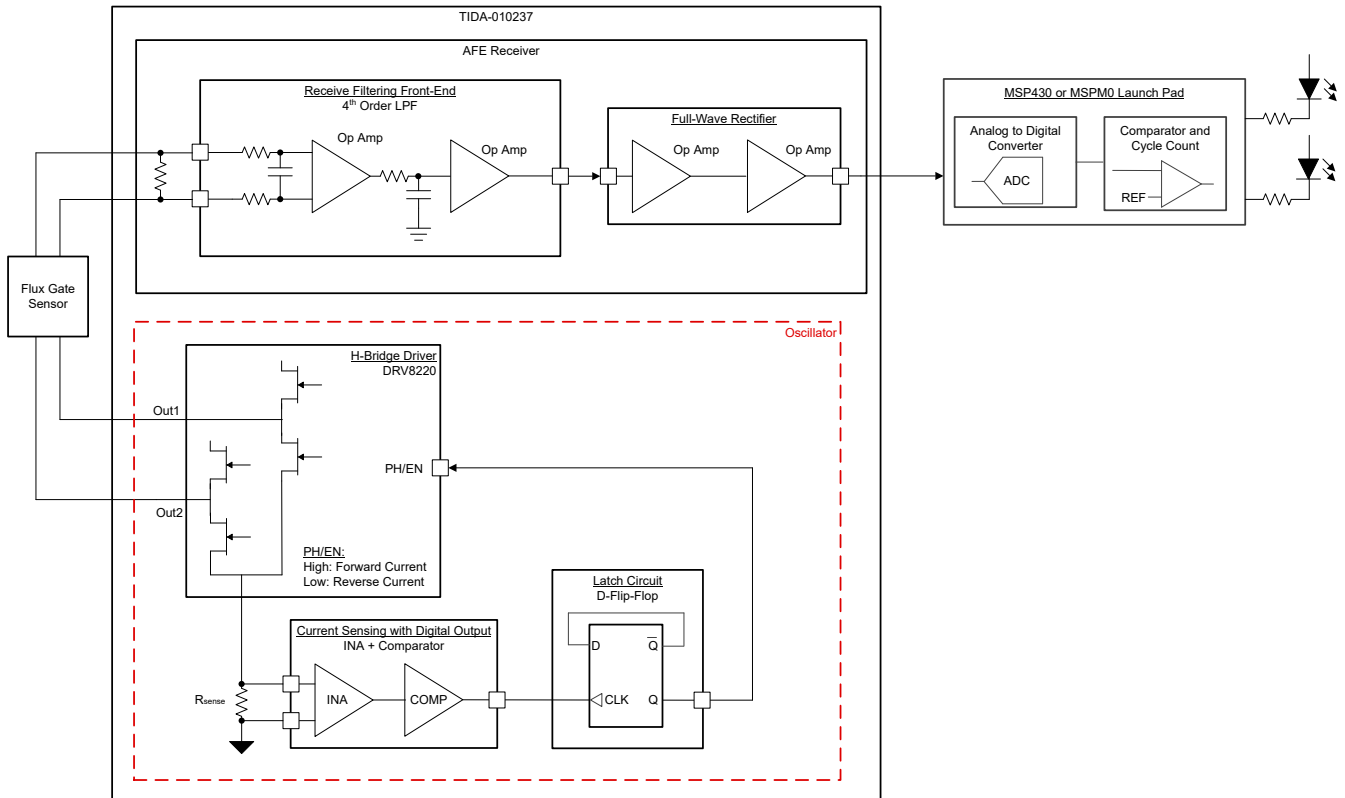 TIDA-010237
AFE Receiver
Receive Filtering Front-End
4th Order LPF
Op Amp
Op Amp
Full-Wave Rectifier
Op Amp
Op Amp
MSP430 or MSPM0 Launch Pad
Analog to Digital
Converter
ADC
Comparator and
Cycle Count
REF
Flux Gate
Sensor
Oscillator
H-Bridge Driver
DRV8220
Out1
Out2
PH/EN
PH/EN:
High: Forward Current
Low: Reverse Current
Current Sensing with Digital Output
INA + Comparator
Rsense
INA
COMP
Latch Circuit
D-Flip-Flop
D
Q
CLK
Q